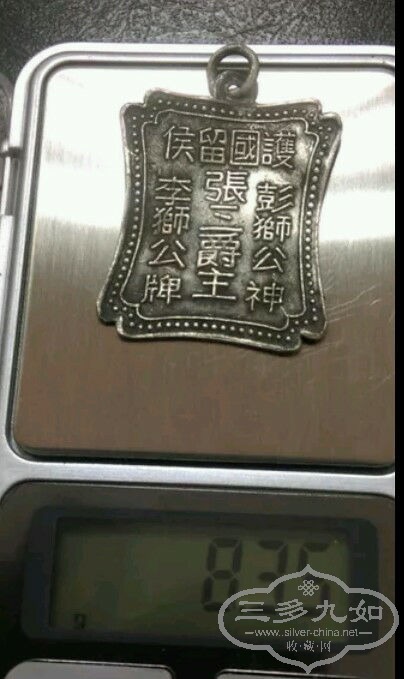 護國留侯
彭獅公神
張三爵主
李獅公牌
三多九如
www.silver-china.net
收·藏·网